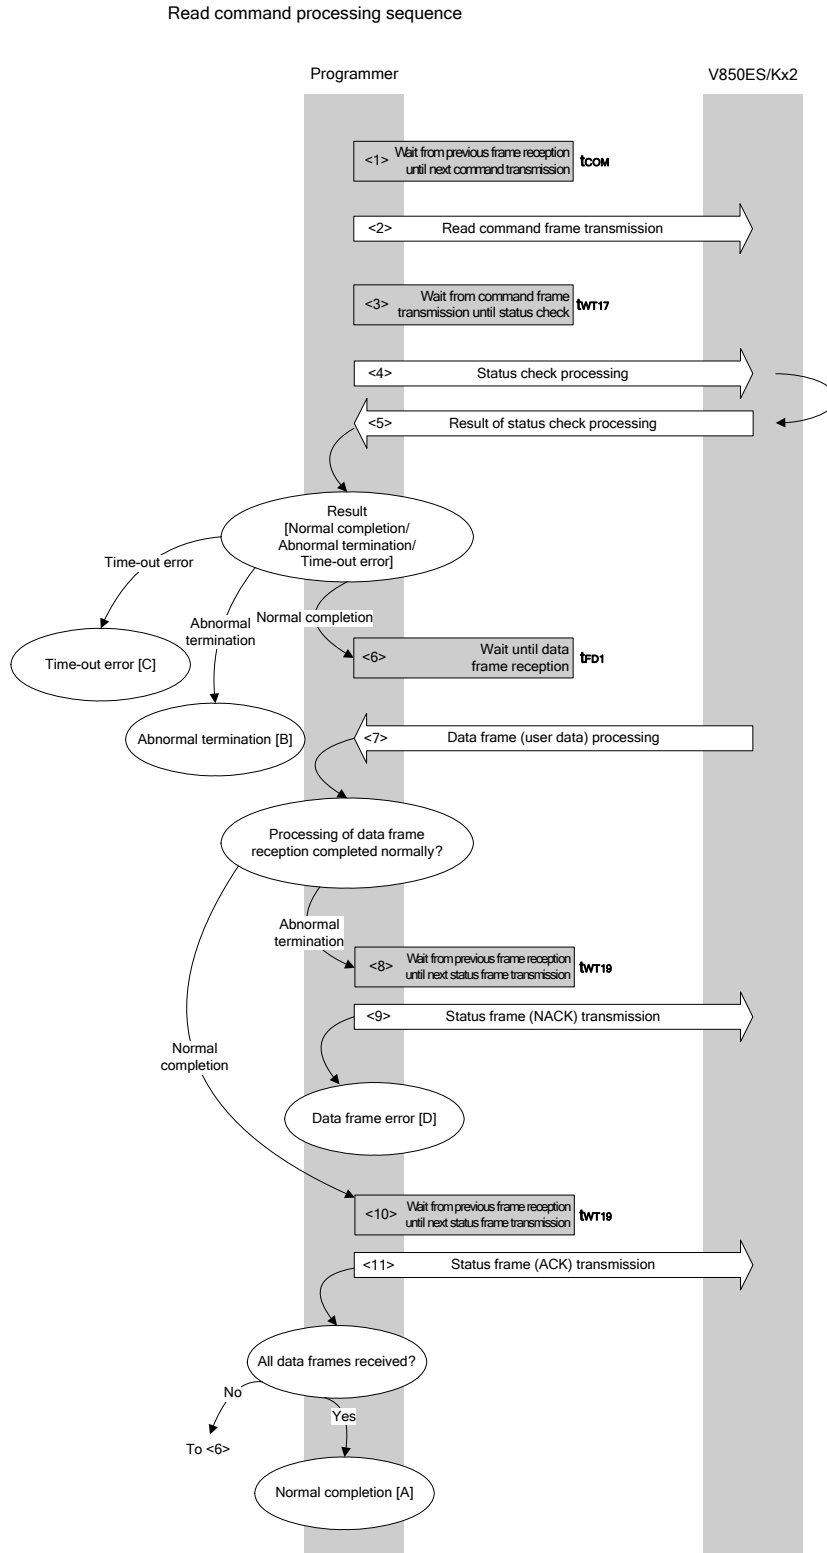 Read command processing sequence
Programmer
V850ES/Kx2
<1>
Wait from previous frame reception
until next command transmission
tCOM
<2>
Read command frame transmission
<3>
Wait from command frame
transmission until status check
tWT17
<4>
Status check processing
<5>
Result of status check processing
Result
[Normal completion/
Abnormal termination/
Time-out error]
Time-out error
Abnormal
termination
Normal completion
Time-out error [C]
<6>
Wait until data
frame reception
tFD1
Abnormal termination [B]
<7>
Data frame (user data) processing
Processing of data frame
reception completed normally?
Abnormal
termination
<8>
Wait from previous frame reception
until next status frame transmission
tWT19
<9>
Status frame (NACK) transmission
Normal
completion
Data frame error [D]
<10>
Wait from previous frame reception
until next status frame transmission
tWT19
<11>
Status frame (ACK) transmission
All data frames received?
No
Yes
To <6>
Normal completion [A]